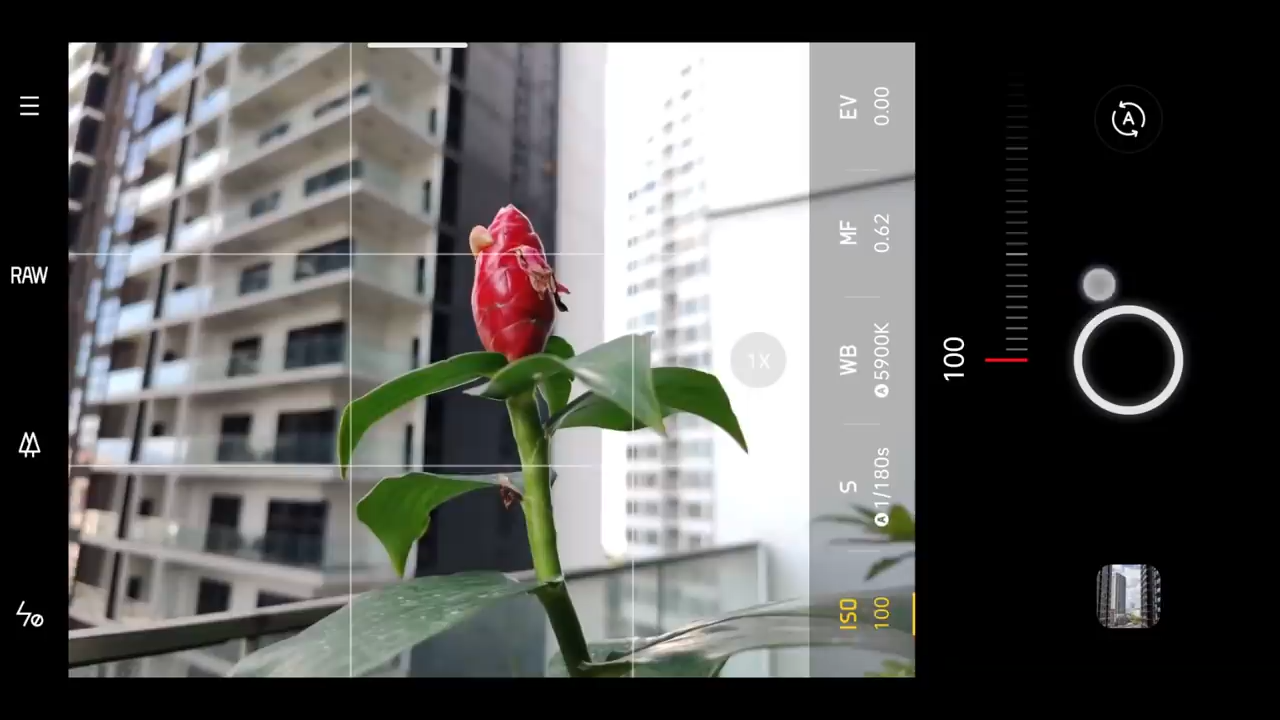 RAW
EV
0.00
MF
0.62
WB
A 5900K
S
A 1/180s
ISO
100
1X
100
A